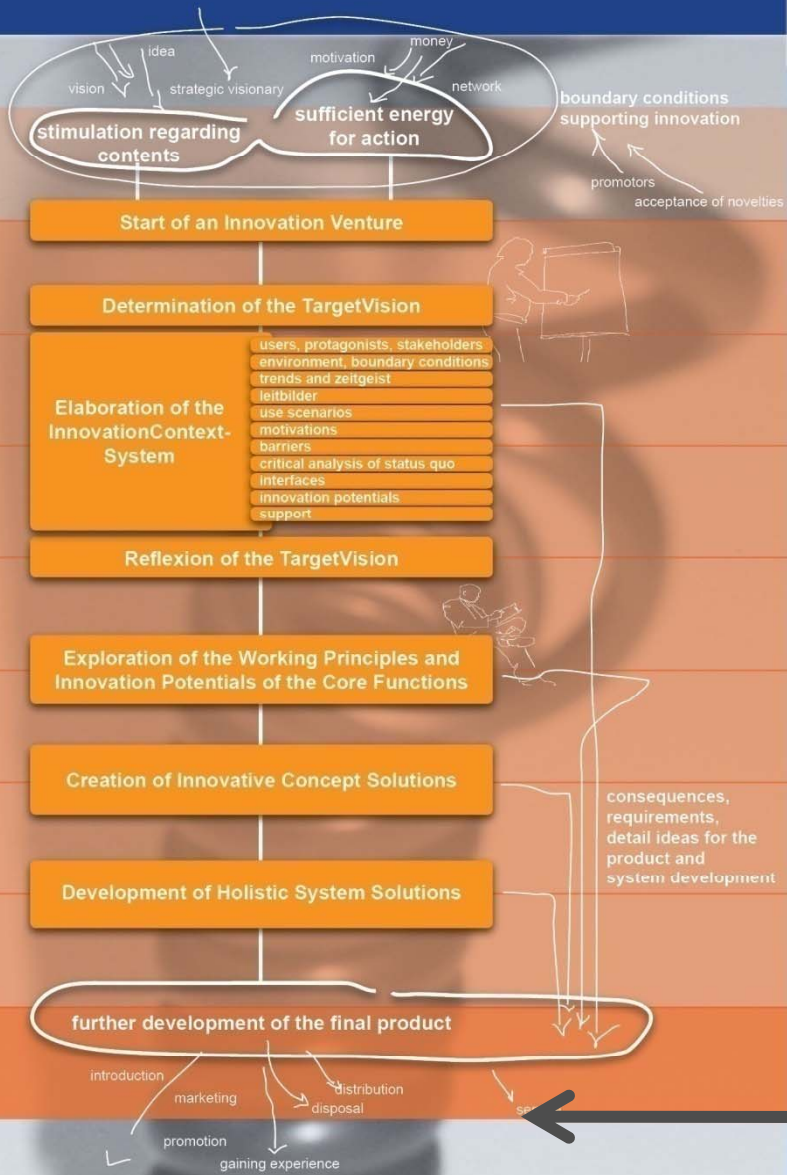 idea
motivation
money
vision
strategic visionary
network
stimulation regarding
contents
sufficient energy
for action
boundary conditions
supporting innovation
promotors
acceptance of novelties
Start of an Innovation Venture
Determination of the TargetVision
Elaboration of the
InnovationContext-
System
users, protagonists, stakeholders
environment, boundary conditions
trends and zeitgeist
leitbilder
use scenarios
motivations
barriers
critical analysis of status quo
interfaces
innovation potentials
support
Reflexion of the TargetVision
Exploration of the Working Principles and
Innovation Potentials of the Core Functions
Creation of Innovative Concept Solutions
consequences,
requirements,
detail ideas for the
product and
system development
Development of Holistic System Solutions
further development of the final product
introduction
marketing
distribution
disposal
promotion
gaining experience